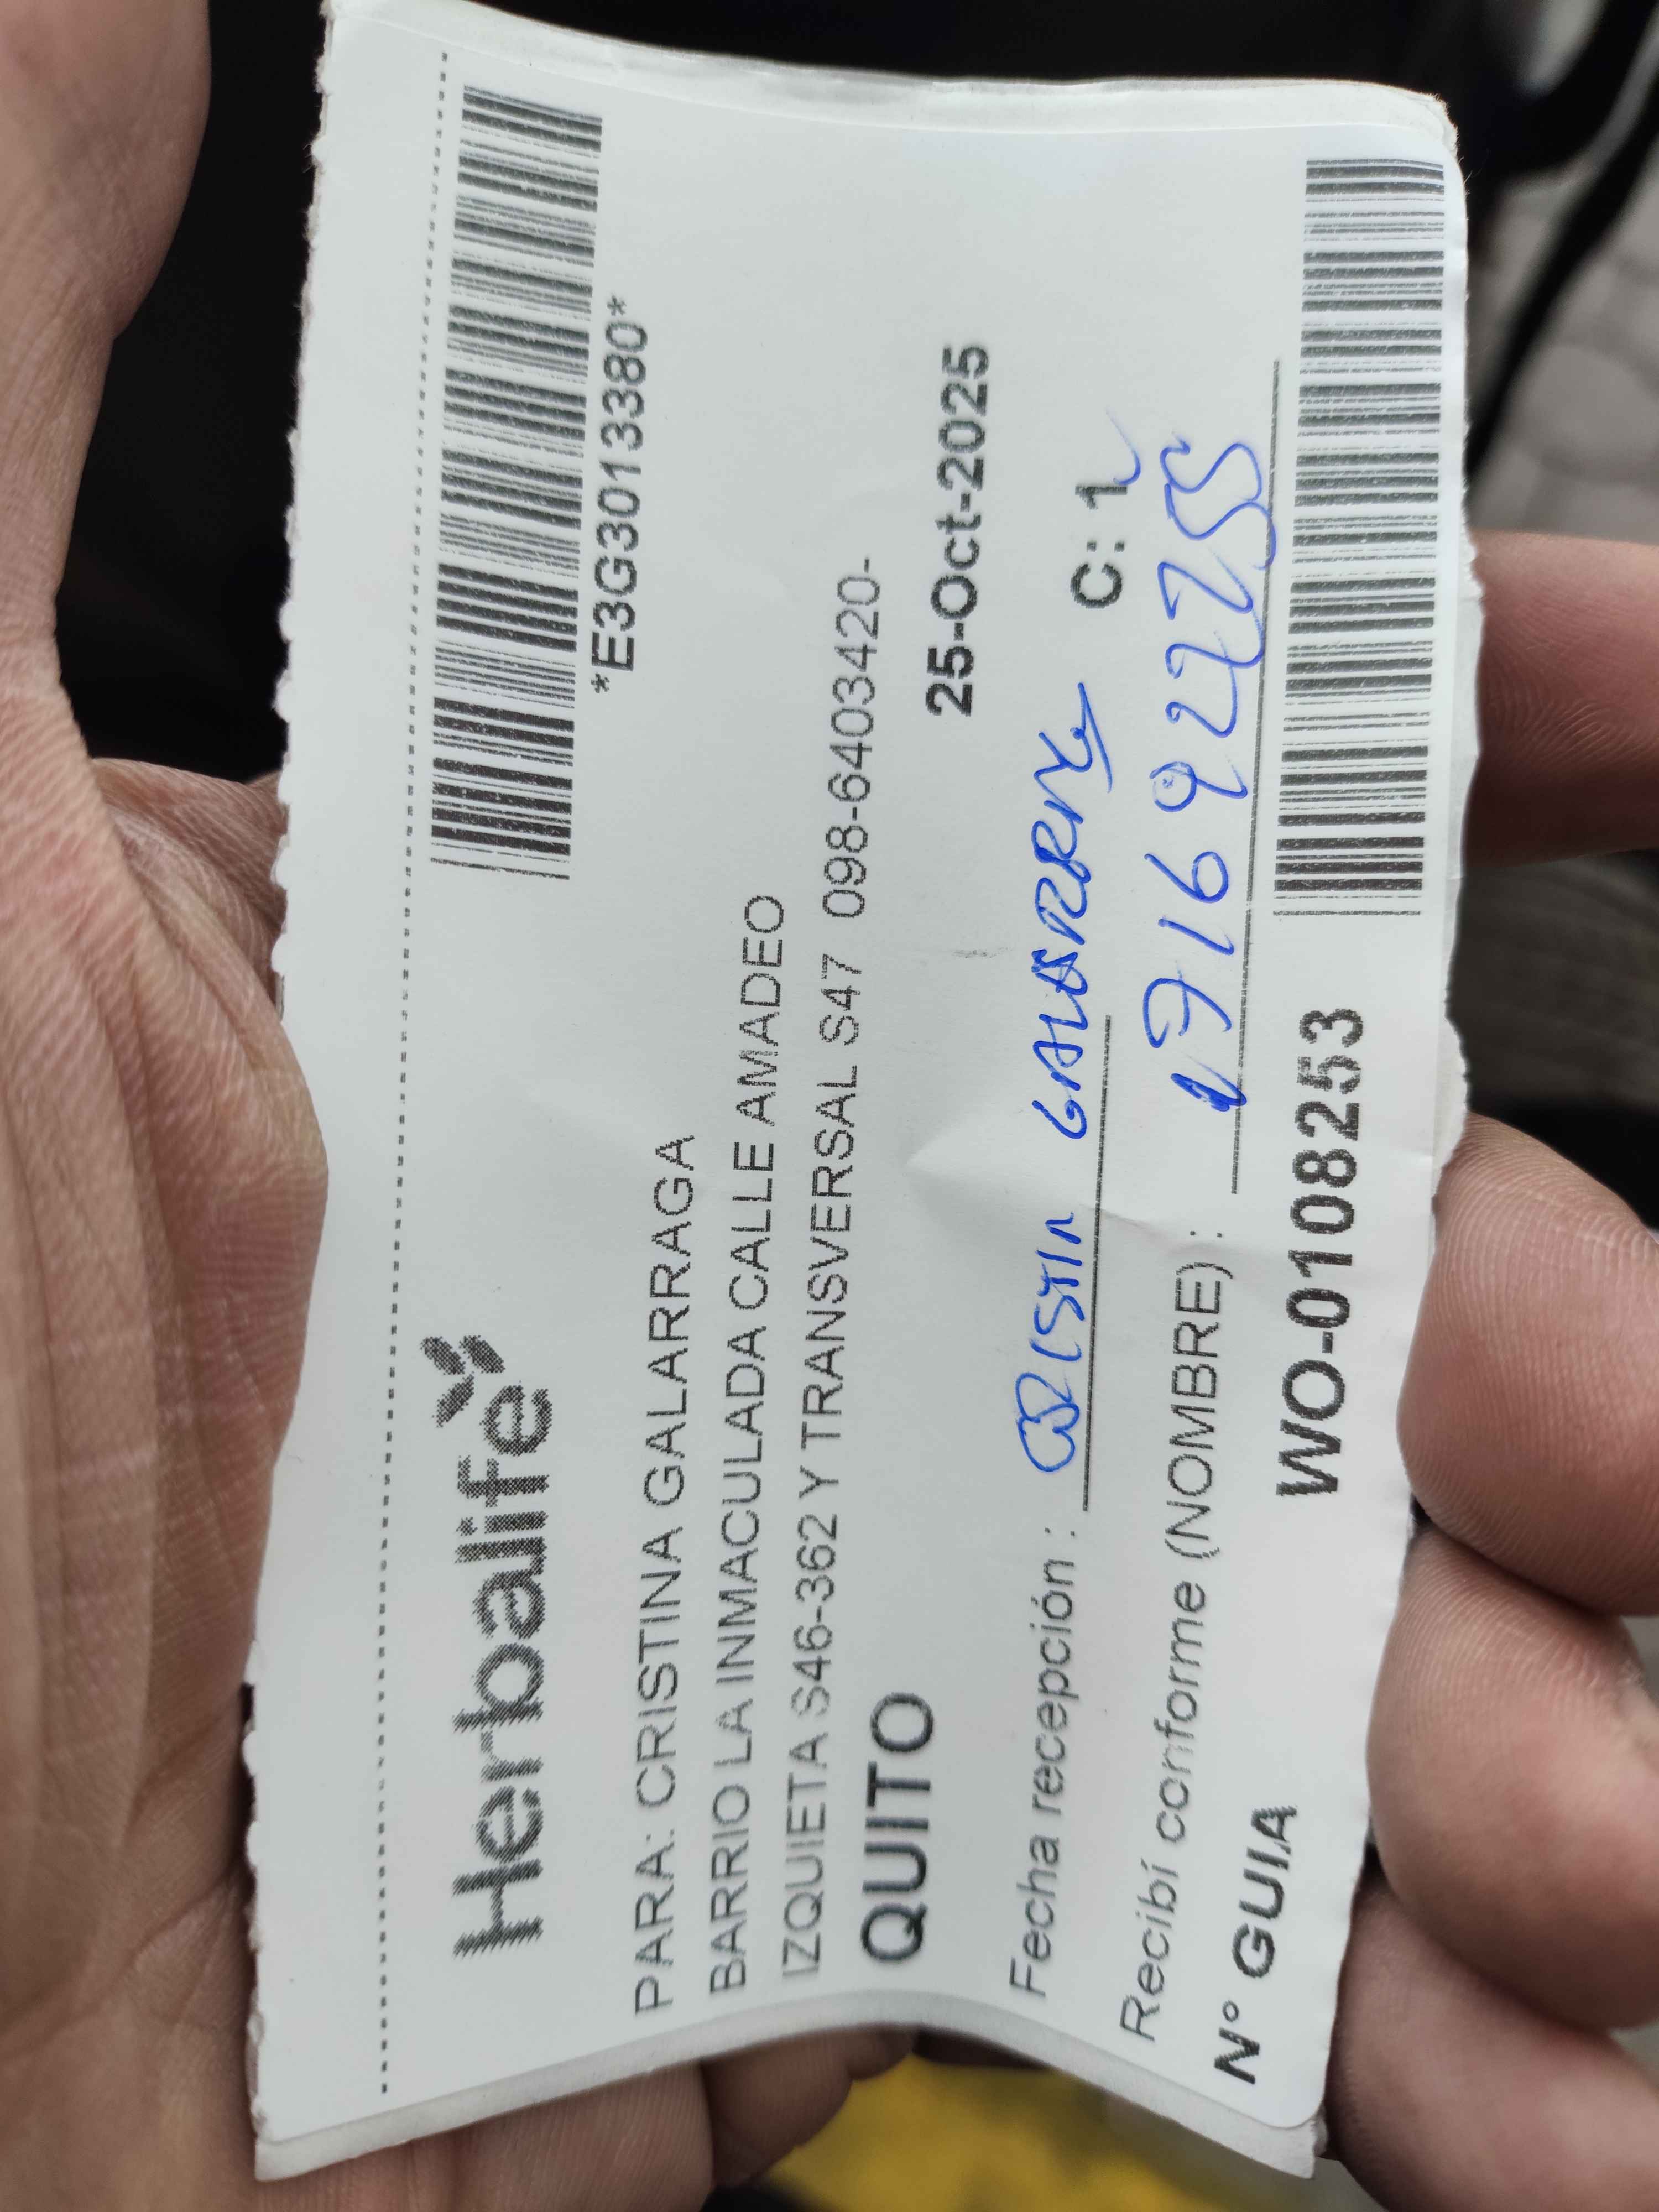 Herbalife
*E3G3013380*
PARA: CRISTINA GALARRAGA
BARRIO LA INMACULADA CALLE AMADEO
IZQUIETA S46-362 Y TRANSVERSAL S47 098-6403420-
QUITO
25-Oct-2025
Fecha recepción :
C: 1
Recibí conforme (NOMBRE) :
N° GUIA WO-0108253